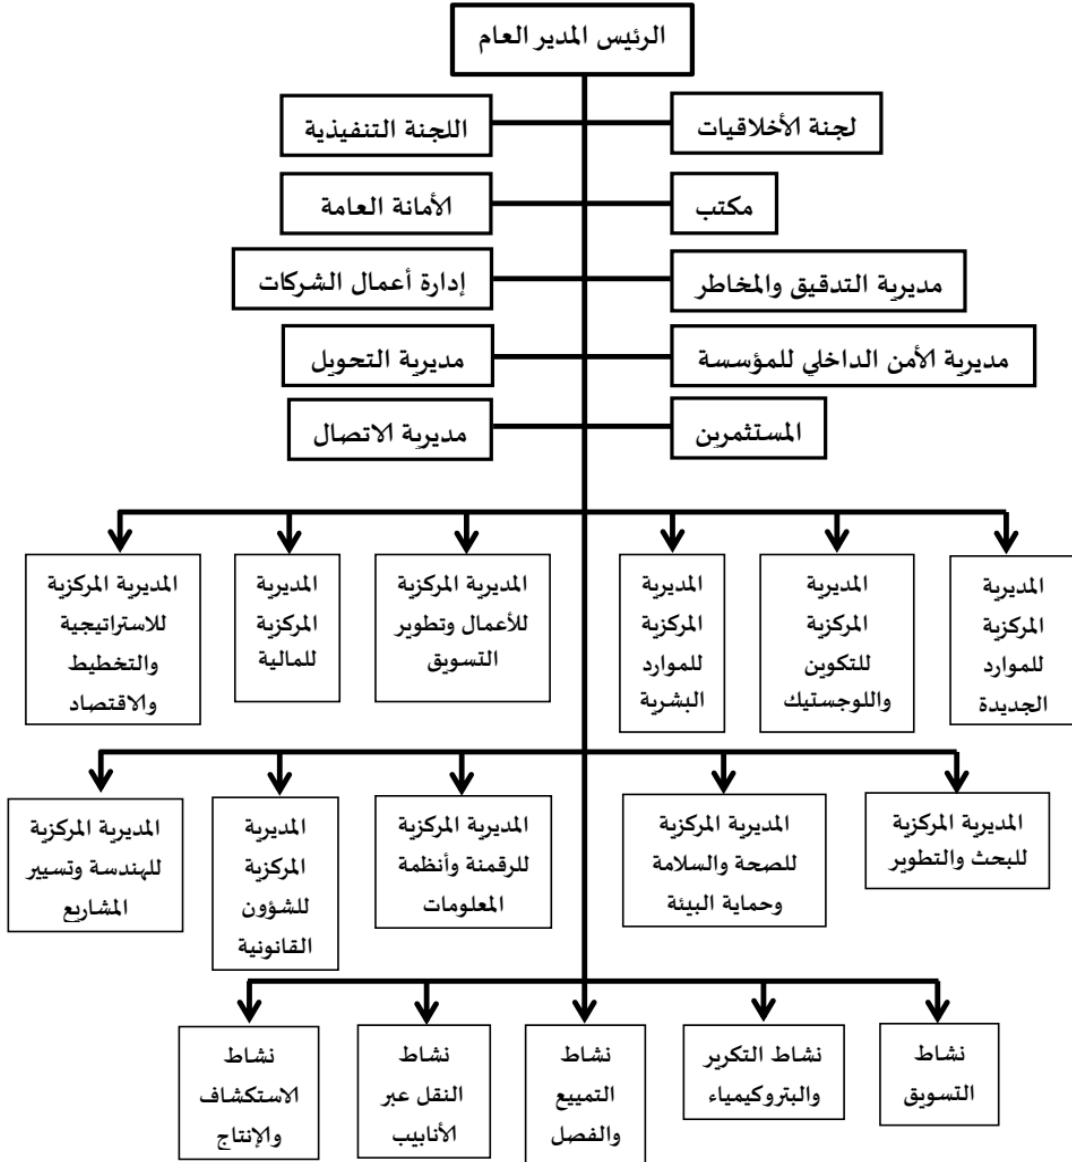 الرئيس المدير العام
لجنة الأخلاقيات
اللجنة التنفيذية
مكتب
الأمانة العامة
مديرية التدقيق والمخاطر
إدارة أعمال الشركات
مديرية الأمن الداخلي للمؤسسة
مديرية التحويل
المستثمرين
مديرية الاتصال
المديرية
المركزية
للموارد
الجديدة
المديرية
المركزية
للتكوين
واللوجستيك
المديرية
المركزية
للموارد
البشرية
المديرية المركزية
للأعمال وتطوير
التسويق
المديرية
المركزية
للمالية
المديرية المركزية
للاستراتيجية
والتخطيط
والاقتصاد
المديرية المركزية
للبحث والتطوير
المديرية المركزية
للصحة والسلامة
وحماية البيئة
المديرية المركزية
للرقمنة وأنظمة
المعلومات
المديرية
المركزية
للشؤون
القانونية
المديرية المركزية
للهندسة وتسيير
المشاريع
نشاط
التسويق
نشاط التكرير
والبتروكيمياء
نشاط
التمييع
والفصل
نشاط
النقل عبر
الأنابيب
نشاط
الاستكشاف
والإنتاج